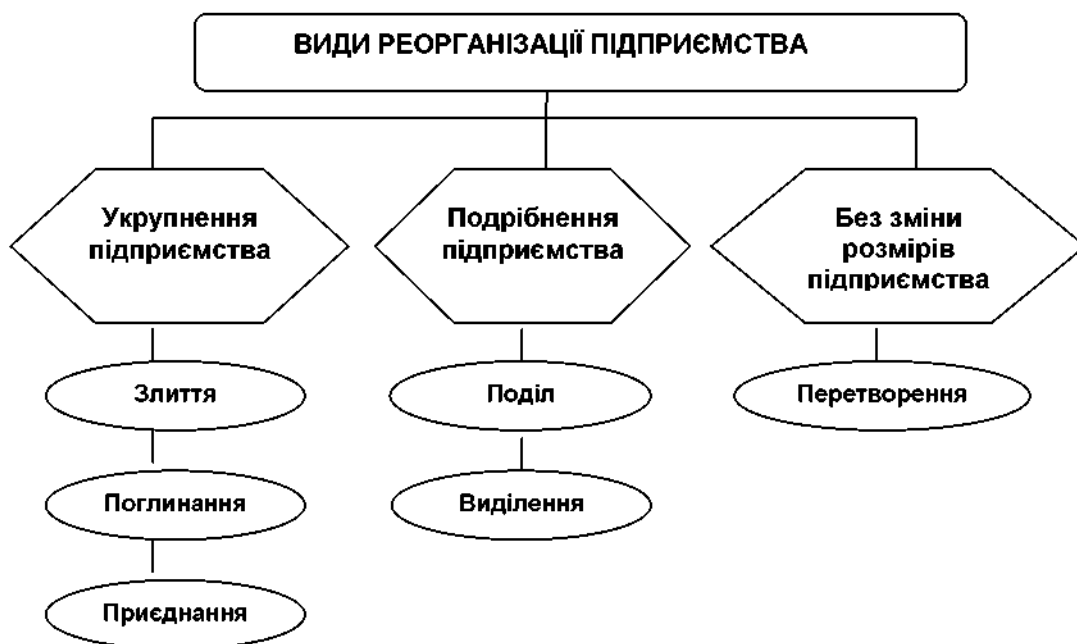 ВИДИ РЕОРГАНІЗАЦІЇ ПІДПРИЄМСТВА
Укрупнення
підприємства
Подрібнення
підприємства
Без зміни
розмірів
підприємства
Злиття
Поділ
Перетворення
Поглинання
Виділення
Приєднання